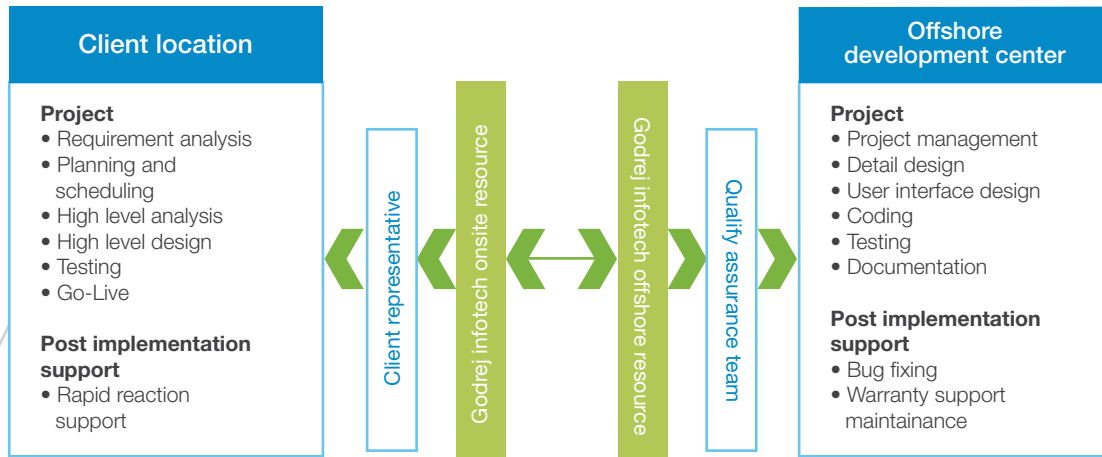 Client location
Project
• Requirement analysis
• Planning and
scheduling
• High level analysis
• High level design
• Testing
• Go-Live
Post implementation
support
• Rapid reaction
support
Client representative
Godrej infotech onsite resource
Godrej infotech offshore resource
Qualify assurance team
Offshore
development center
Project
• Project management
• Detail design
• User interface design
• Coding
• Testing
• Documentation
Post implementation
support
• Bug fixing
• Warranty support
maintainance